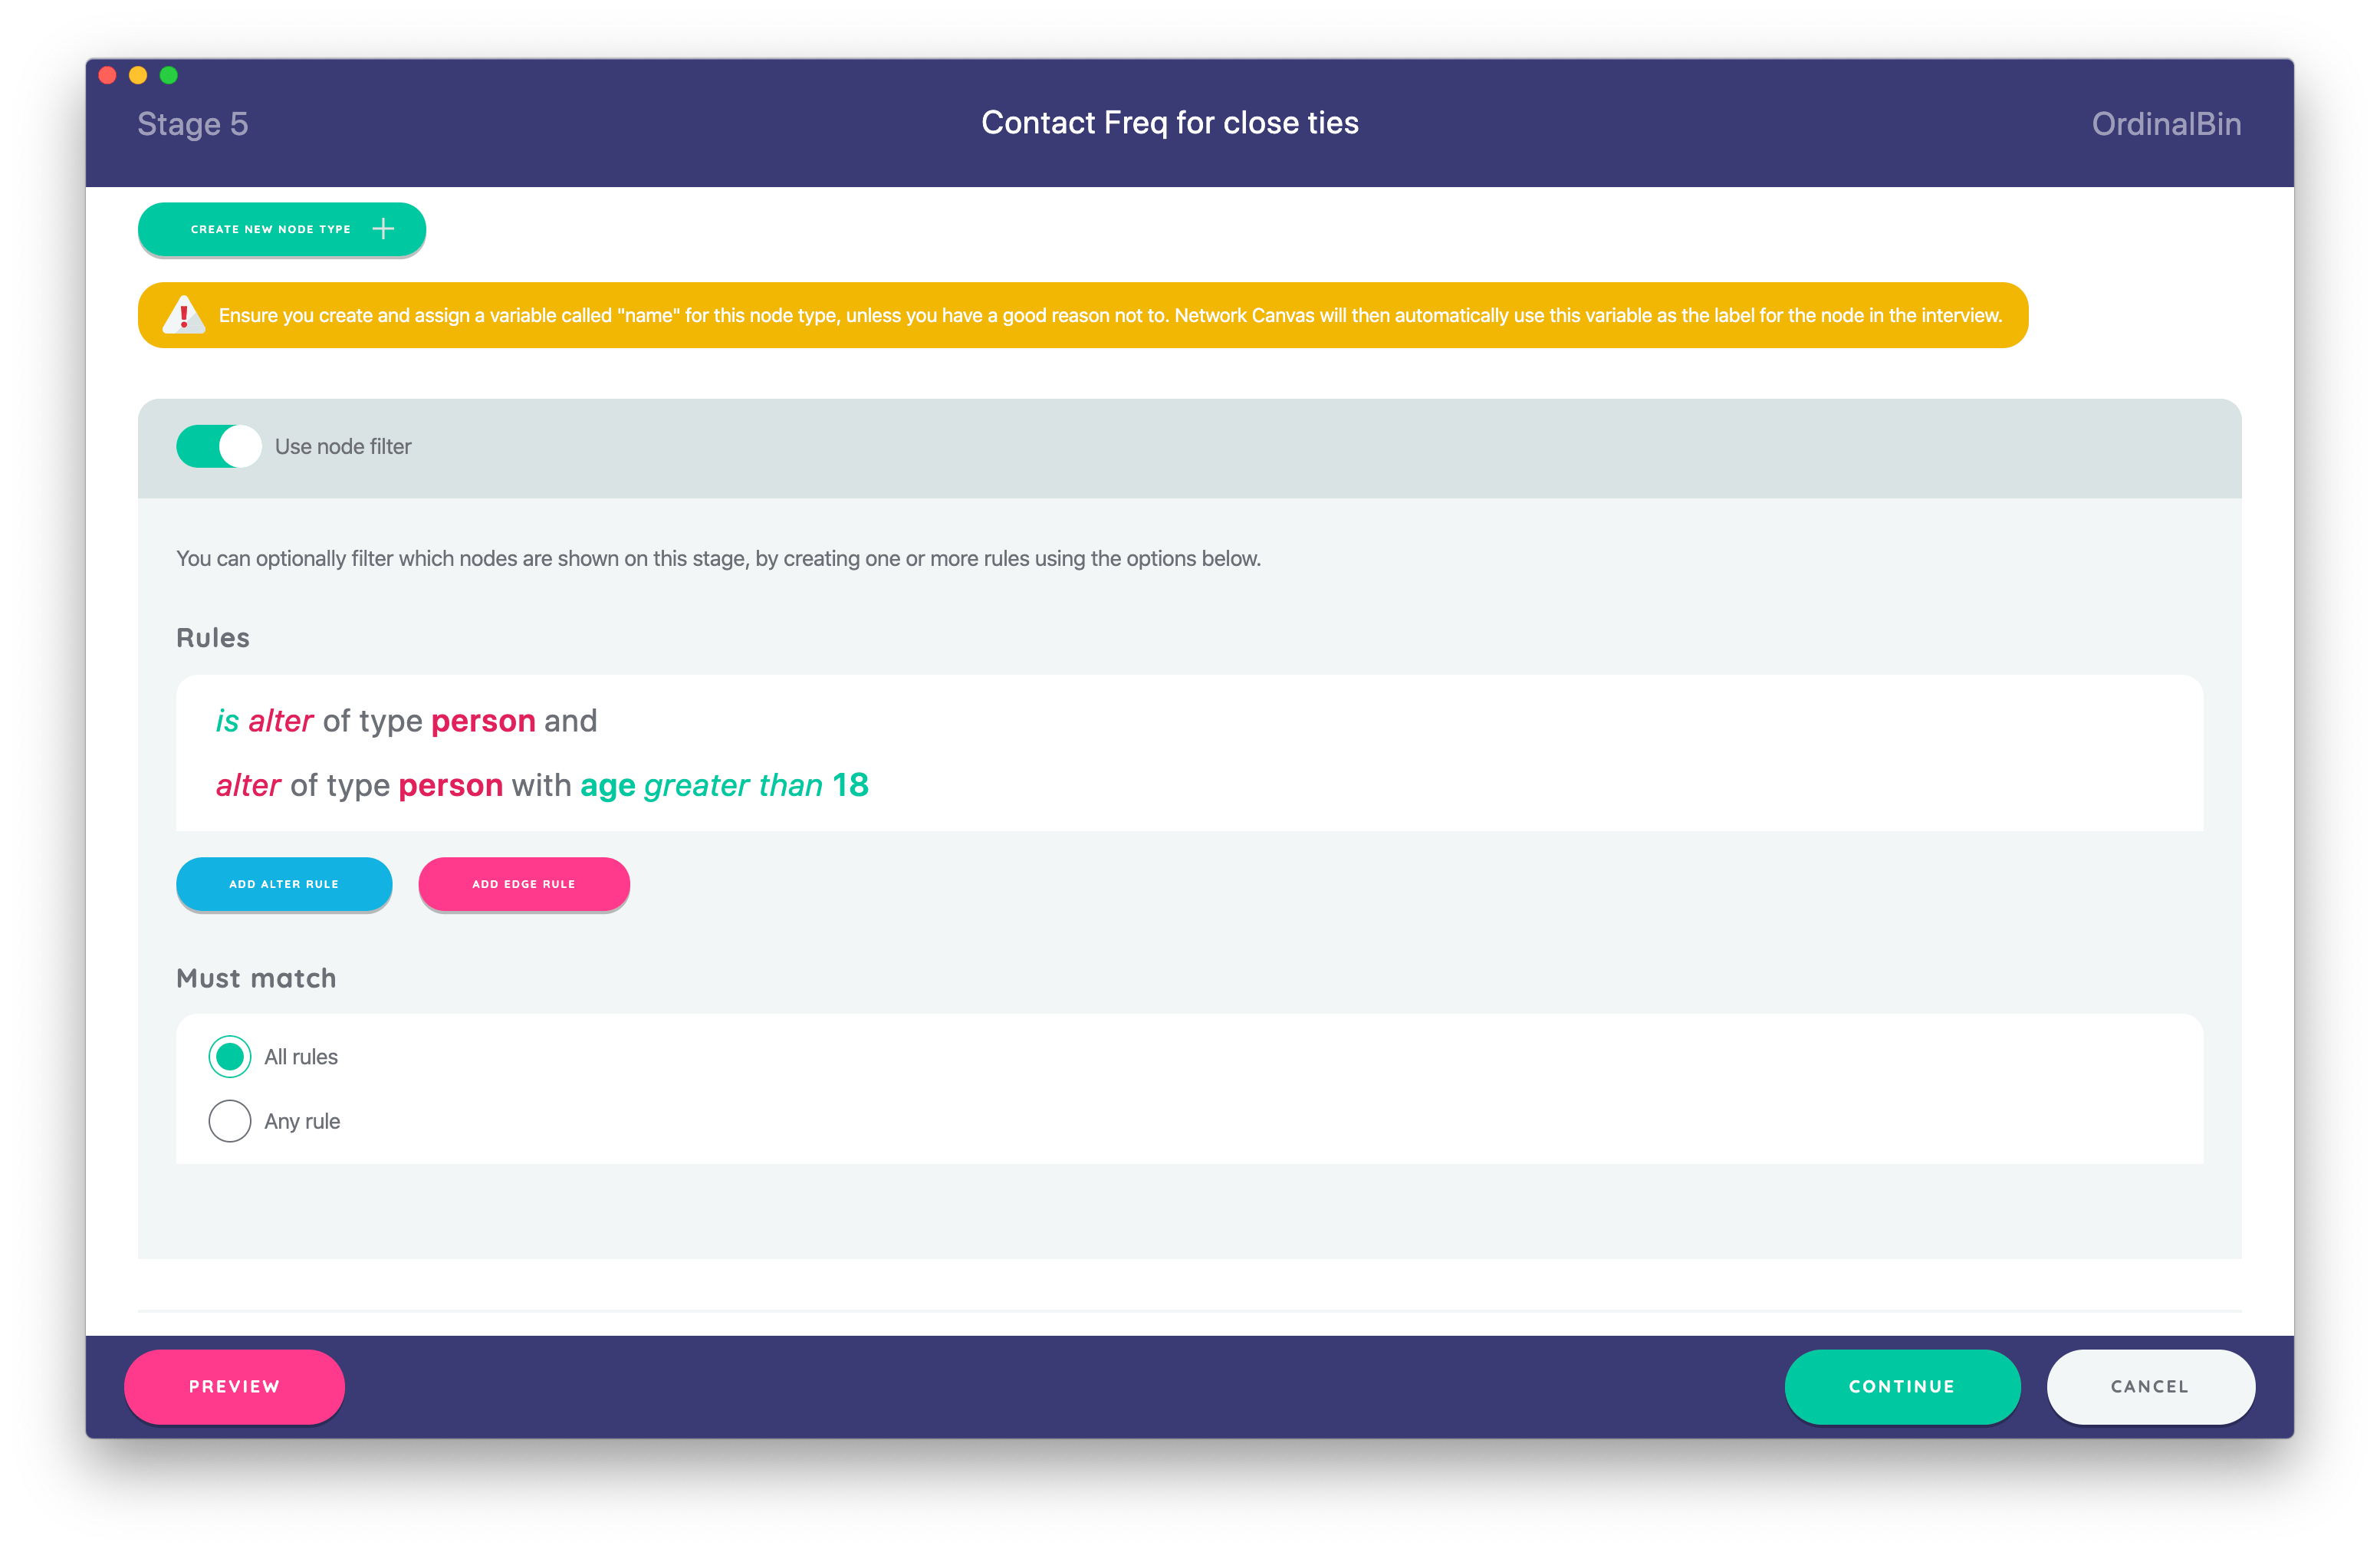 Stage 5
Contact Freq for close ties
OrdinalBin
CREATE NEW NODE TYPE
Ensure you create and assign a variable called "name" for this node type, unless you have a good reason not to. Network Canvas will then automatically use this variable as the label for the node in the interview.
Use node filter
You can optionally filter which nodes are shown on this stage, by creating one or more rules using the options below.
Rules
is alter of type person and
alter of type person with age greater than 18
ADD ALTER RULE
ADD EDGE RULE
Must match
All rules
Any rule
PREVIEW
CONTINUE
CANCEL